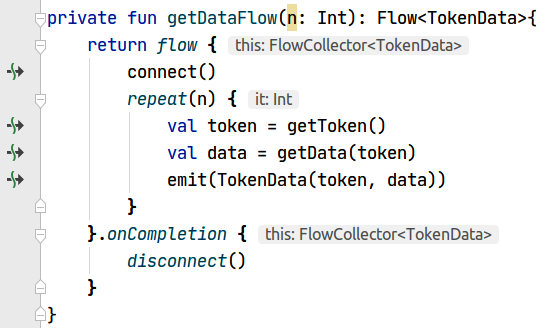 private fun getDataFlow(n: Int): Flow<TokenData>{
return flow { this: FlowCollector<TokenData>
connect()
repeat(n) { it: Int
val token = getToken()
val data = getData(token)
emit(TokenData(token, data))
}
}.onCompletion { this: FlowCollector<TokenData>
disconnect()
}
}